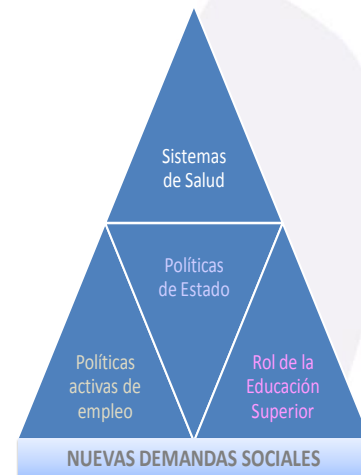 Sistemas
de Salud
Políticas
de Estado
Políticas
activas de
empleo
Rol de la
Educación
Superior
NUEVAS DEMANDAS SOCIALES